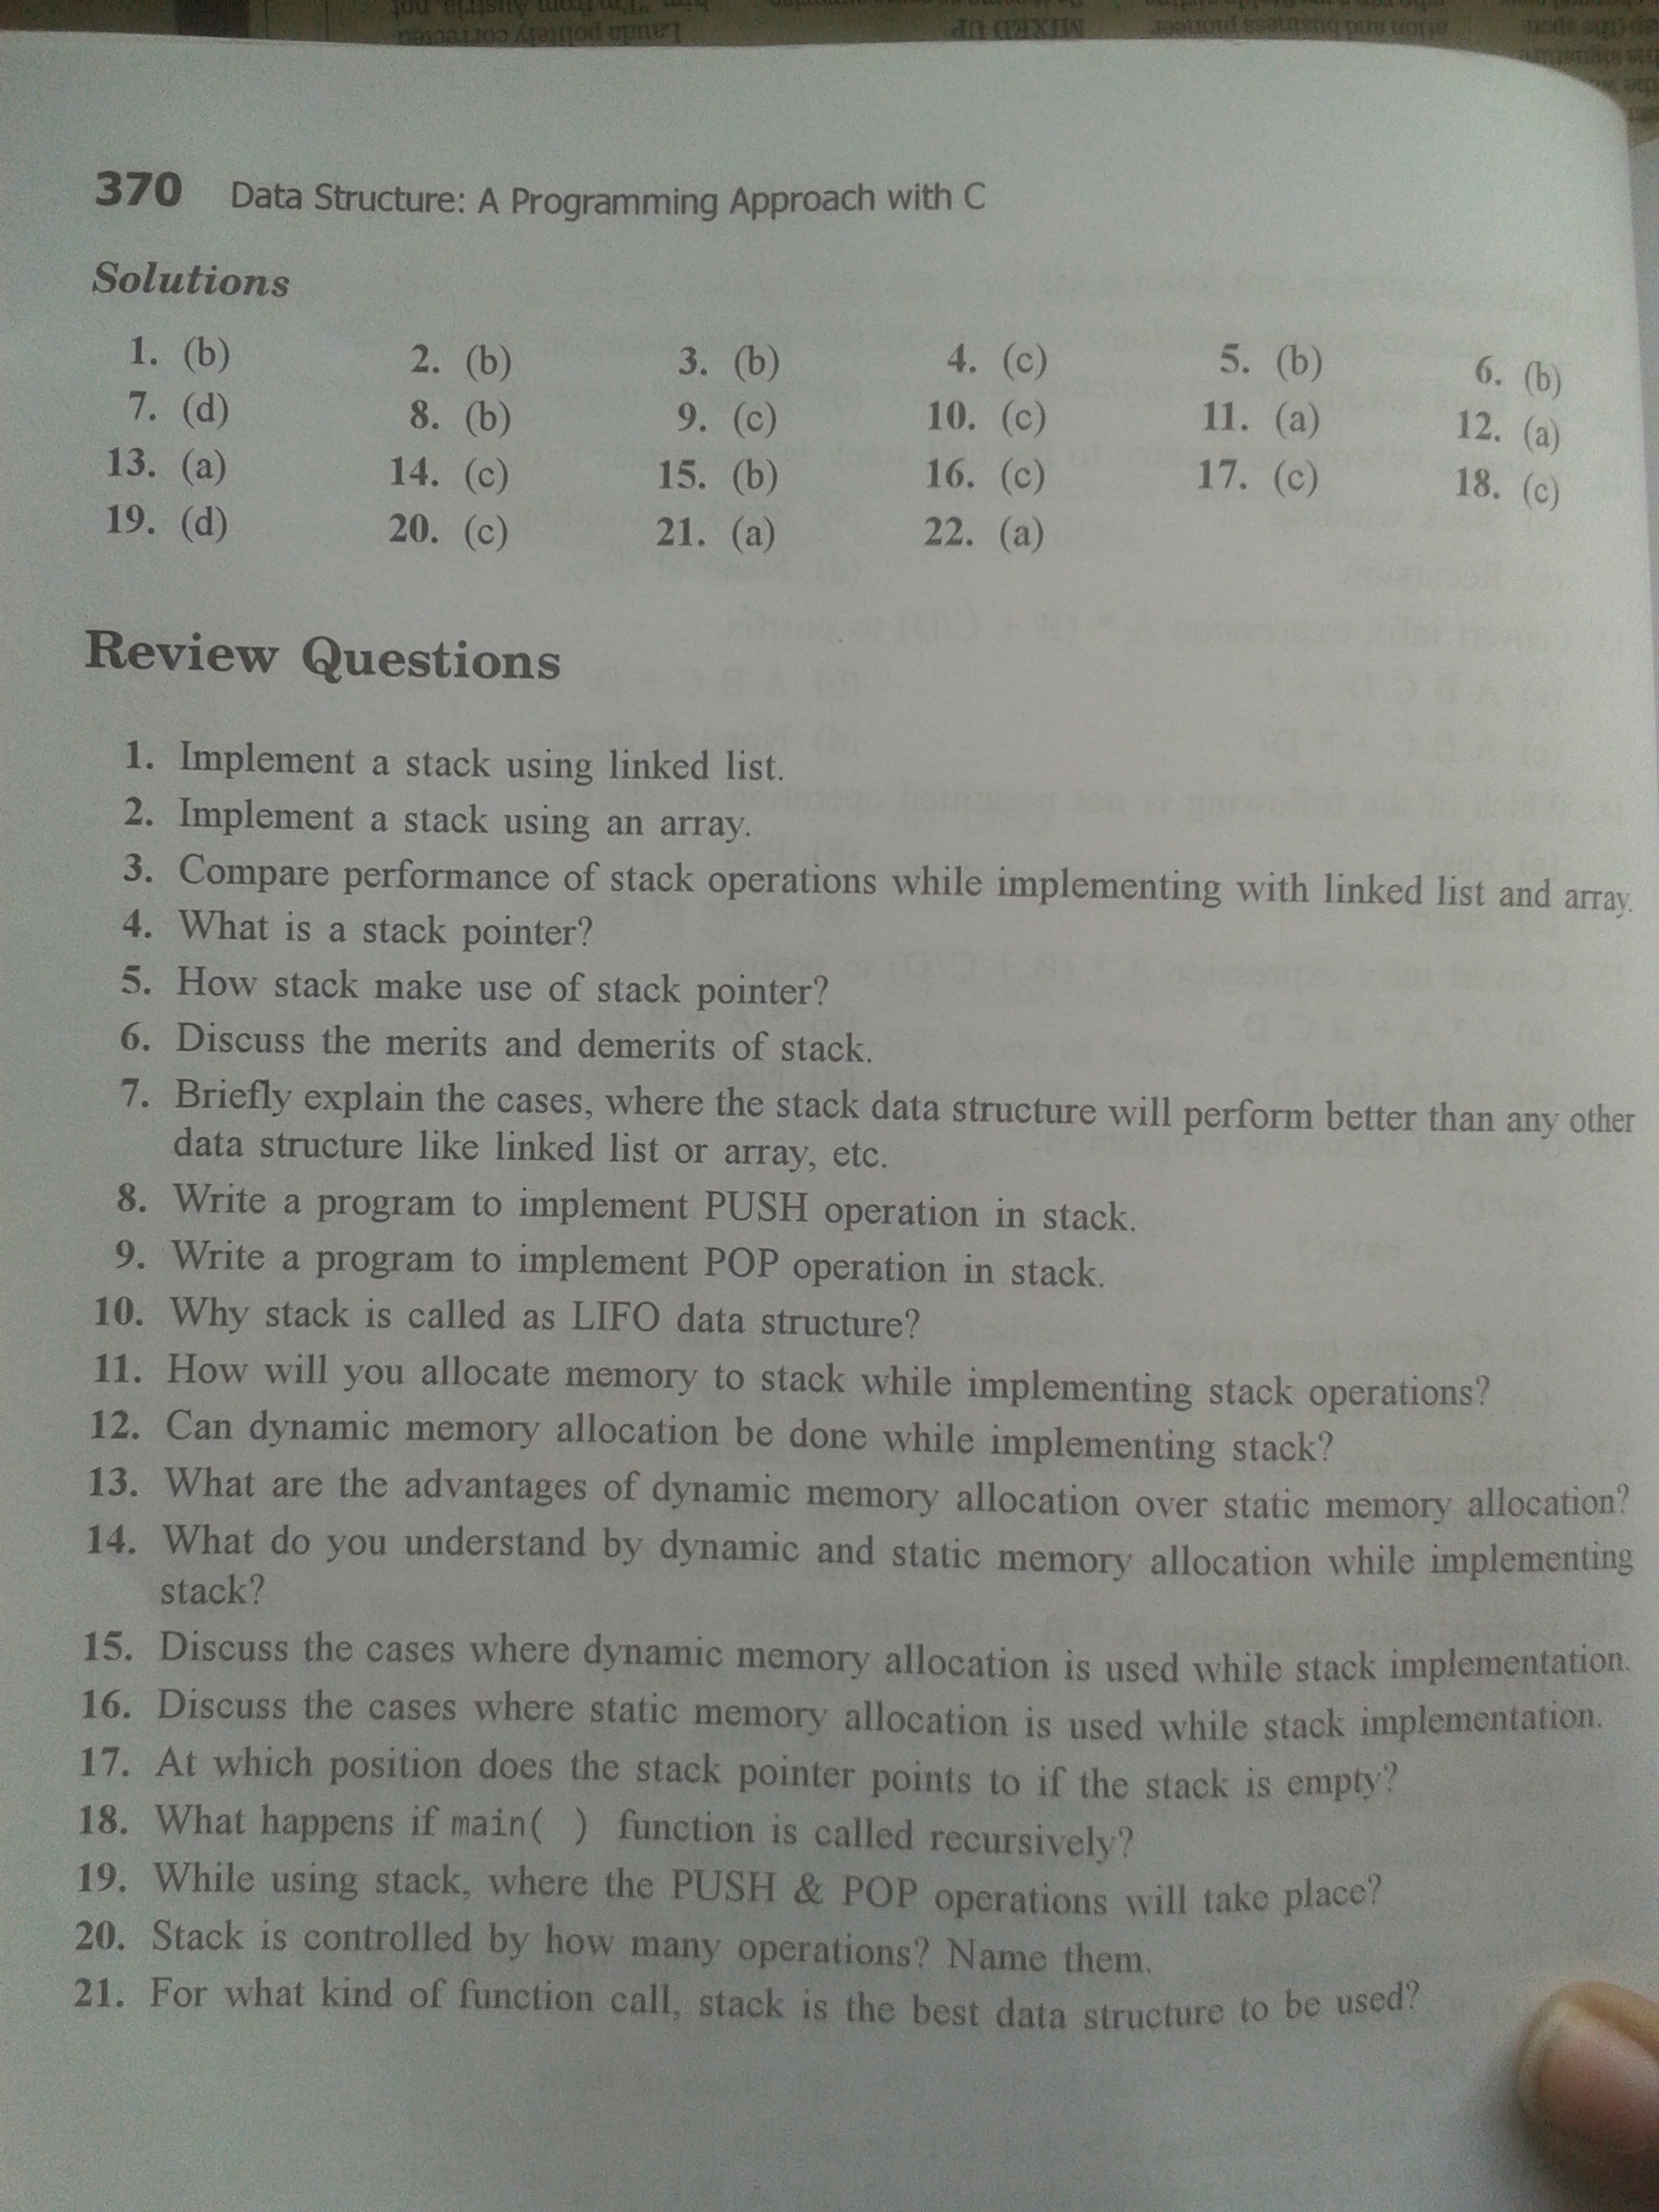 Lauda politely corrected
MIXED UP
ation and business pioneer.
370 Data Structure: A Programming Approach with C
Solutions
1. (b) 2. (b) 3. (b) 4. (c) 5. (b) 6. (b)
7. (d) 8. (b) 9. (c) 10. (c) 11. (a) 12. (a)
13. (a) 14. (c) 15. (b) 16. (c) 17. (c) 18. (c)
19. (d) 20. (c) 21. (a) 22. (a)
Review Questions
1. Implement a stack using linked list.
2. Implement a stack using an array.
3. Compare performance of stack operations while implementing with linked list and array.
4. What is a stack pointer?
5. How stack make use of stack pointer?
6. Discuss the merits and demerits of stack.
7. Briefly explain the cases, where the stack data structure will perform better than any other
data structure like linked list or array, etc.
8. Write a program to implement PUSH operation in stack.
9. Write a program to implement POP operation in stack.
10. Why stack is called as LIFO data structure?
11. How will you allocate memory to stack while implementing stack operations?
12. Can dynamic memory allocation be done while implementing stack?
13. What are the advantages of dynamic memory allocation over static memory allocation?
14. What do you understand by dynamic and static memory allocation while implementing
stack?
15. Discuss the cases where dynamic memory allocation is used while stack implementation.
16. Discuss the cases where static memory allocation is used while stack implementation.
17. At which position does the stack pointer points to if the stack is empty?
18. What happens if main( ) function is called recursively?
19. While using stack, where the PUSH & POP operations will take place?
20. Stack is controlled by how many operations? Name them.
21. For what kind of function call, stack is the best data structure to be used?